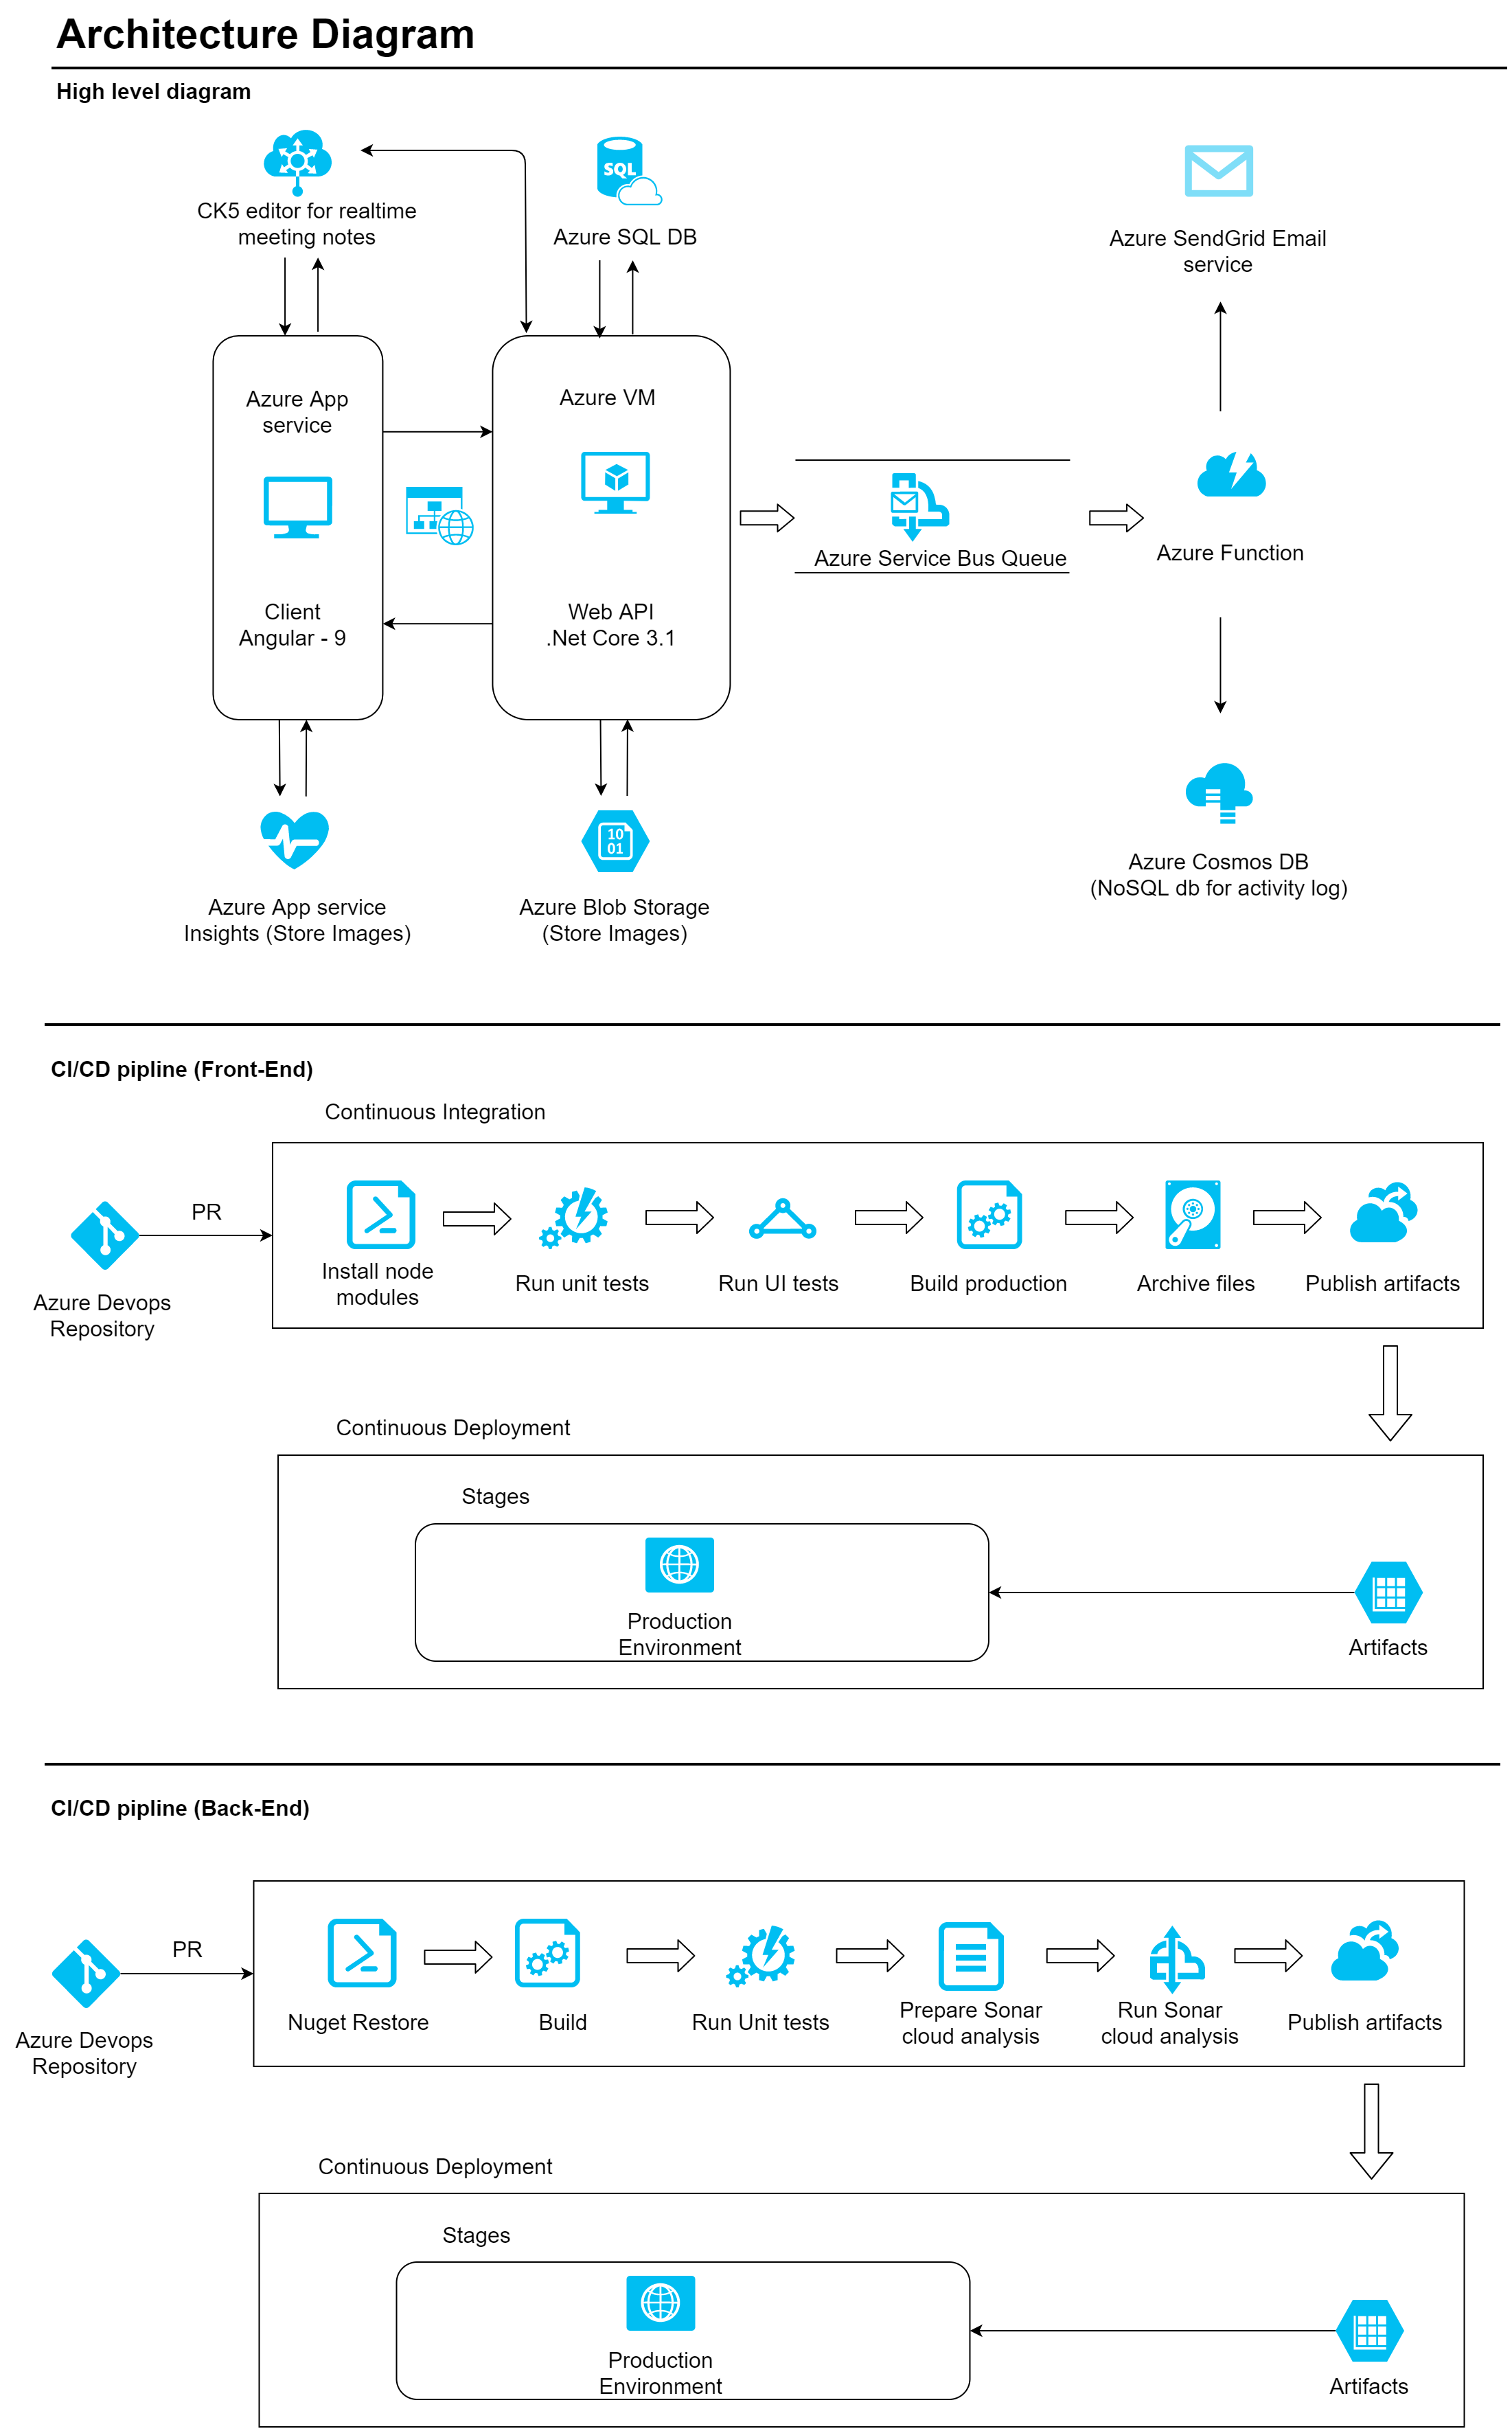 Architecture Diagram
High level diagram
SQL
CK5 editor for realtime
meeting notes
Azure SQL DB
Azure SendGrid Email
service
Azure App
service
Azure VM
Azure Service Bus Queue
Azure Function
Client
Angular - 9
Web API
.Net Core 3.1
10
01
Azure App service
Insights (Store Images)
Azure Blob Storage
(Store Images)
Azure Cosmos DB
(NoSQL db for activity log)
CI/CD pipline (Front-End)
Continuous Integration
PR
Azure Devops
Repository
Install node
modules
Run unit tests
Run UI tests
Build production
Archive files
Publish artifacts
Continuous Deployment
Stages
Production
Environment
Artifacts
CI/CD pipline (Back-End)
PR
Azure Devops
Repository
Nuget Restore
Build
Run Unit tests
Prepare Sonar
cloud analysis
Run Sonar
cloud analysis
Publish artifacts
Continuous Deployment
Stages
Production
Environment
Artifacts